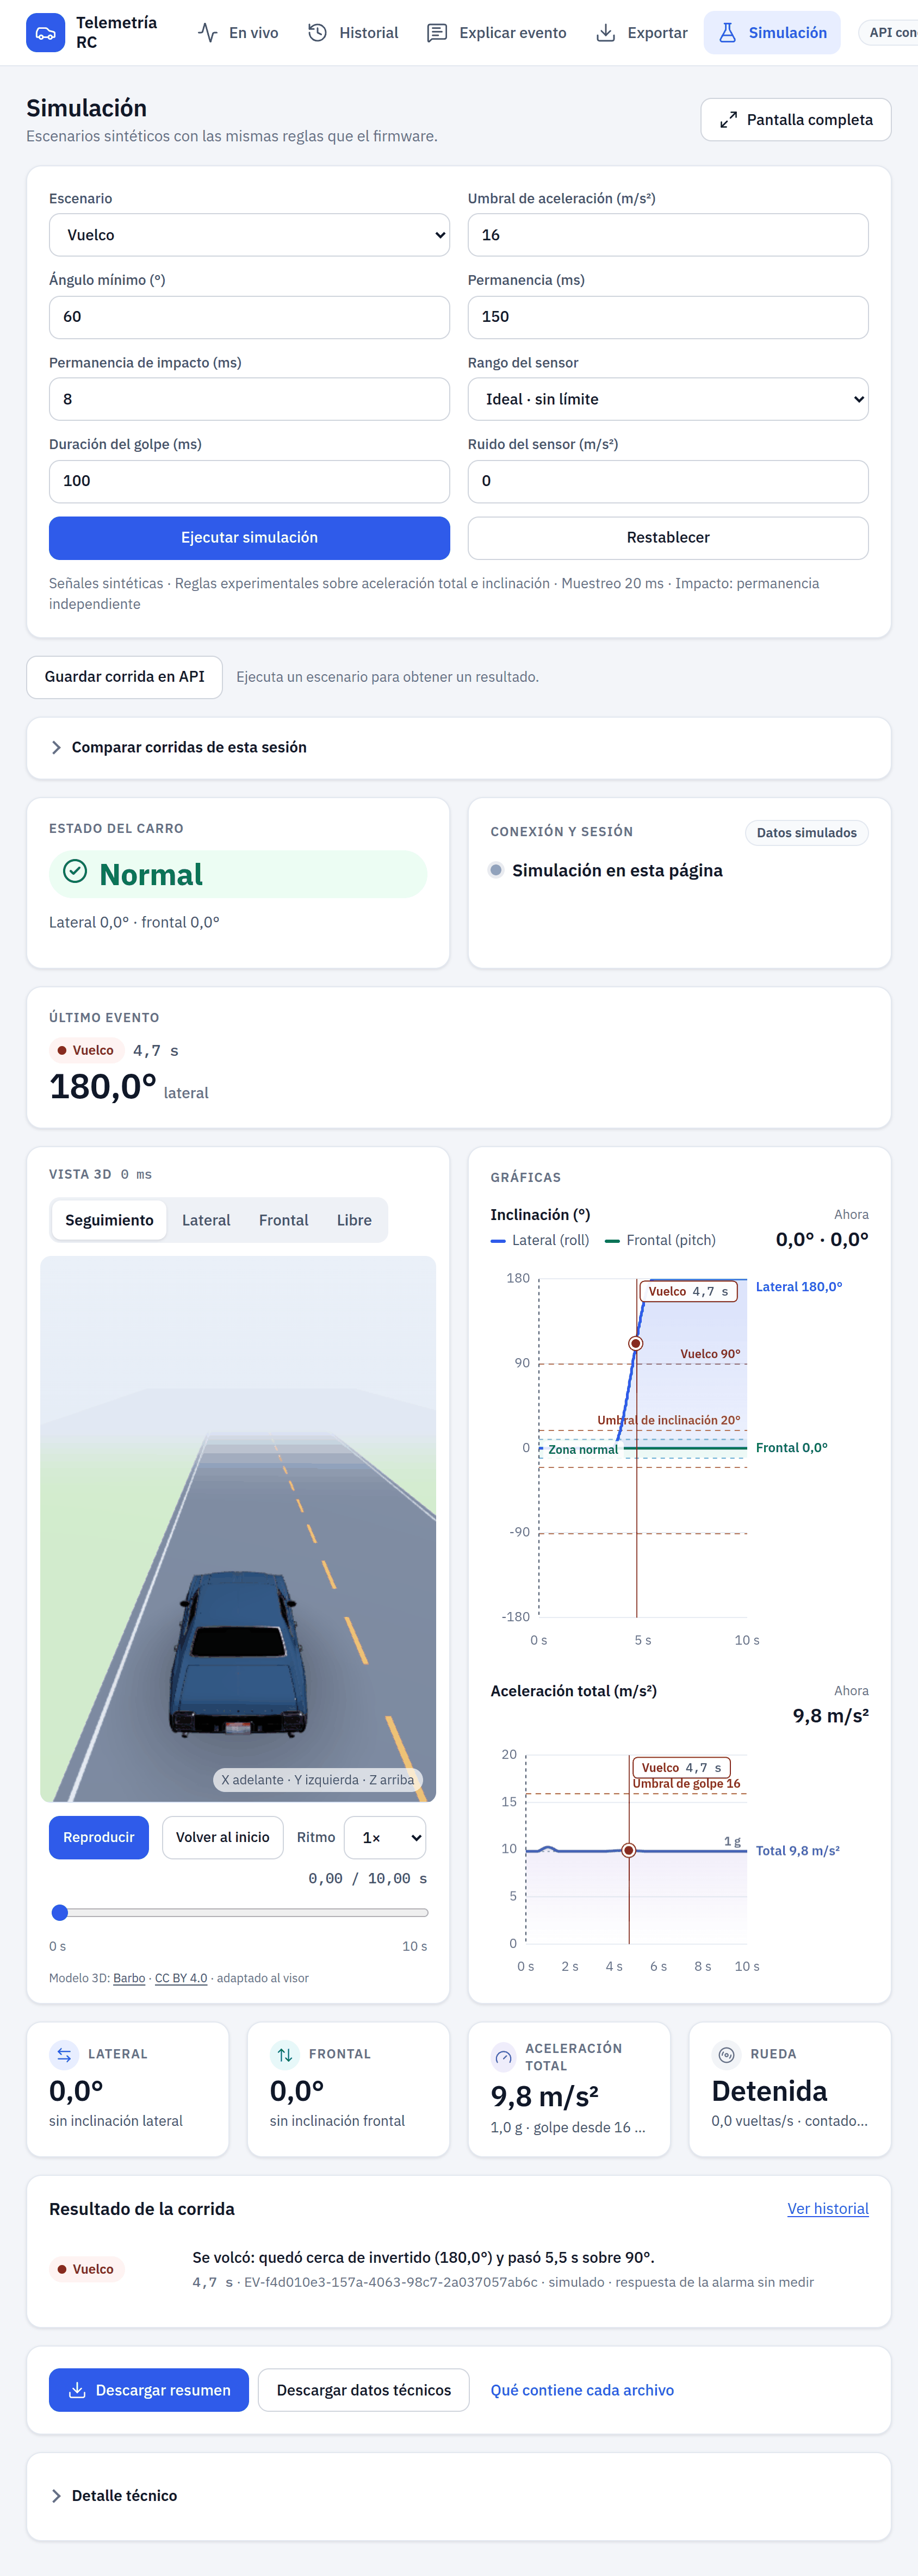 Telemetría RC
En vivo
Historial
Explicar evento
Exportar
Simulación
API con
Simulación
Escenarios sintéticos con las mismas reglas que el firmware.
Pantalla completa
Escenario
Umbral de aceleración (m/s²)
Vuelco
16
Ángulo mínimo (°)
Permanencia (ms)
60
150
Permanencia de impacto (ms)
Rango del sensor
8
Ideal · sin límite
Duración del golpe (ms)
Ruido del sensor (m/s²)
100
0
Ejecutar simulación
Restablecer
Señales sintéticas · Reglas experimentales sobre aceleración total e inclinación · Muestreo 20 ms · Impacto: permanencia
independiente
Guardar corrida en API
Ejecuta un escenario para obtener un resultado.
Comparar corridas de esta sesión
ESTADO DEL CARRO
Normal
Lateral 0,0° · frontal 0,0°
CONEXIÓN Y SESIÓN
Datos simulados
Simulación en esta página
ÚLTIMO EVENTO
Vuelco 4,7 s
180,0° lateral
VISTA 3D 0 ms
Seguimiento
Lateral
Frontal
Libre
X adelante · Y izquierda · Z arriba
Reproducir
Volver al inicio
Ritmo
1×
0,00 / 10,00 s
0 s
10 s
Modelo 3D: Barbo · CC BY 4.0 · adaptado al visor
GRÁFICAS
Inclinación (°)
Ahora
Lateral (roll)
Frontal (pitch)
0,0° · 0,0°
180
Vuelco 4,7 s
Lateral 180,0°
90
Vuelco 90°
Umbral de inclinación 20°
0
Zona normal
Frontal 0,0°
-90
-180
0 s
5 s
10 s
Aceleración total (m/s²)
Ahora
9,8 m/s²
20
Vuelco 4,7 s
Umbral de golpe 16
15
10
1 g
Total 9,8 m/s²
5
0
0 s
2 s
4 s
6 s
8 s
10 s
LATERAL
0,0°
sin inclinación lateral
FRONTAL
0,0°
sin inclinación frontal
ACELERACIÓN
TOTAL
9,8 m/s²
1,0 g · golpe desde 16 ...
RUEDA
Detenida
0,0 vueltas/s · contado...
Resultado de la corrida
Ver historial
Vuelco
Se volcó: quedó cerca de invertido (180,0°) y pasó 5,5 s sobre 90°.
4,7 s · EV-f4d010e3-157a-4063-98c7-2a037057ab6c · simulado · respuesta de la alarma sin medir
Descargar resumen
Descargar datos técnicos
Qué contiene cada archivo
Detalle técnico